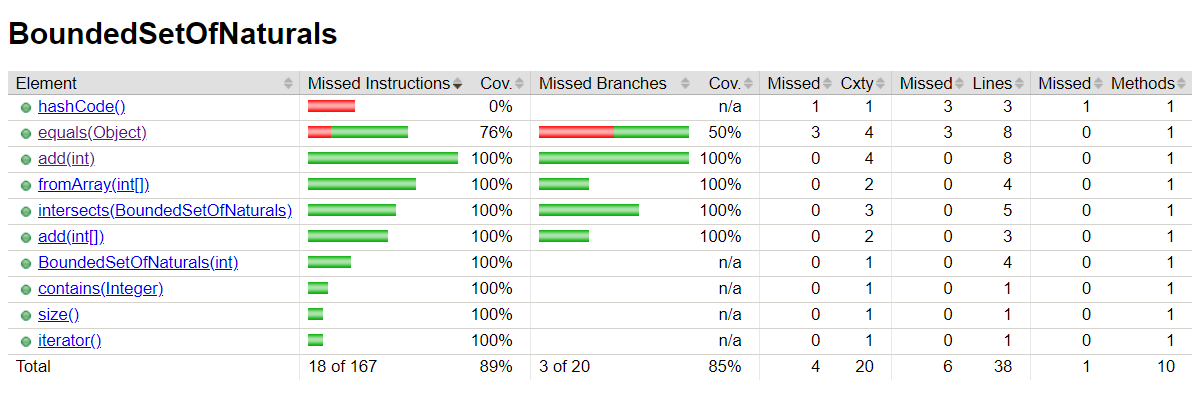 BoundedSetOfNaturals
Element Missed Instructions Cov. Missed Branches Cov. Missed Cxty Missed Lines Missed Methods
hashCode() 0% n/a 1 1 3 3 1 1
equals(Object) 76% 50% 3 4 3 8 0 1
add(int) 100% 100% 0 4 0 8 0 1
fromArray(int[]) 100% 100% 0 2 0 4 0 1
intersects(BoundedSetOfNaturals) 100% 100% 0 3 0 5 0 1
add(int[]) 100% 100% 0 2 0 3 0 1
BoundedSetOfNaturals(int) 100% n/a 0 1 0 4 0 1
contains(Integer) 100% n/a 0 1 0 1 0 1
size() 100% n/a 0 1 0 1 0 1
iterator() 100% n/a 0 1 0 1 0 1
Total 18 of 167 89% 3 of 20 85% 4 20 6 38 1 10